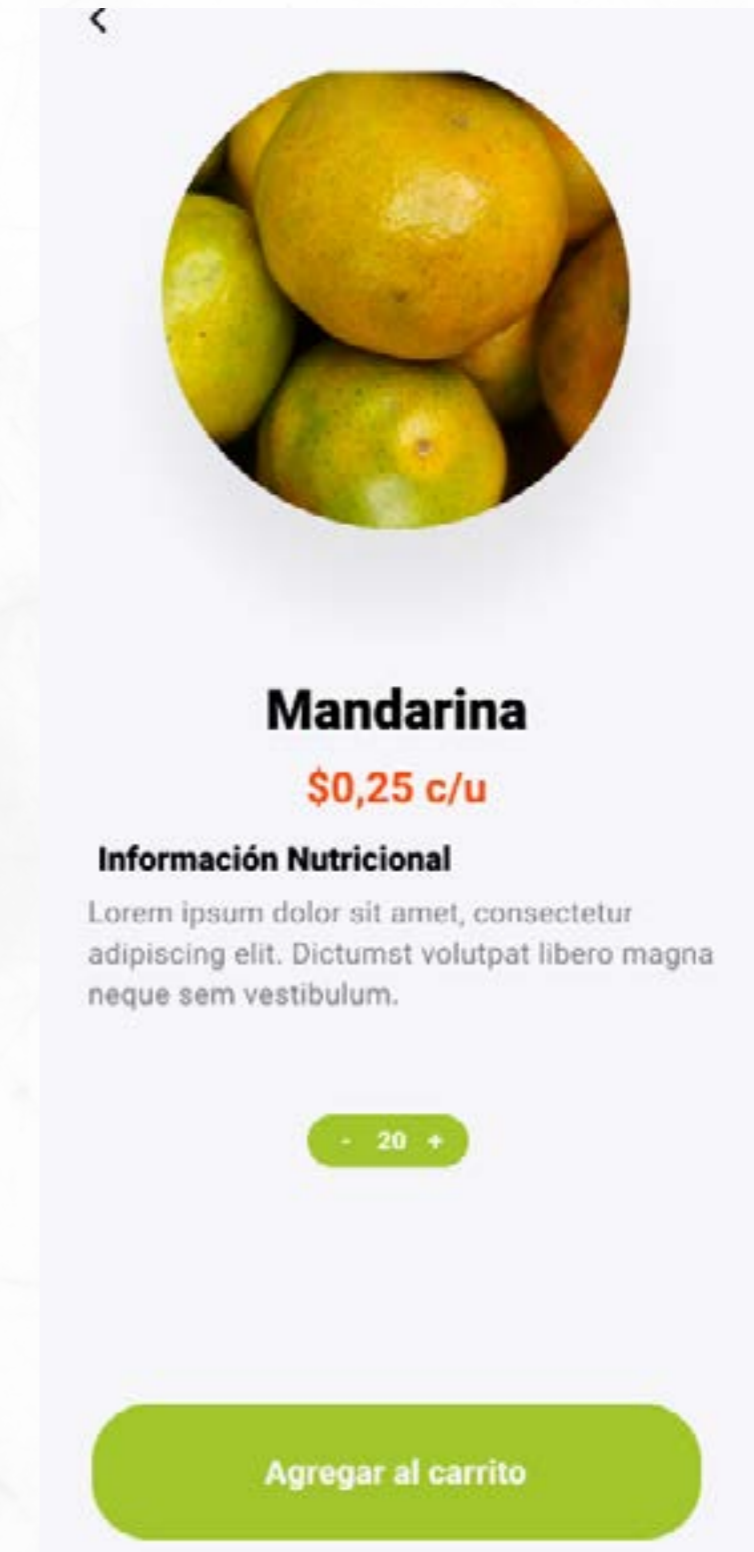 Mandarina
$0,25 c/u
Información Nutricional
Lorem ipsum dolor sit amet, consectetur
adipiscing elit. Dictumst volutpat libero magna
neque sem vestibulum.
- 20 +
Agregar al carrito